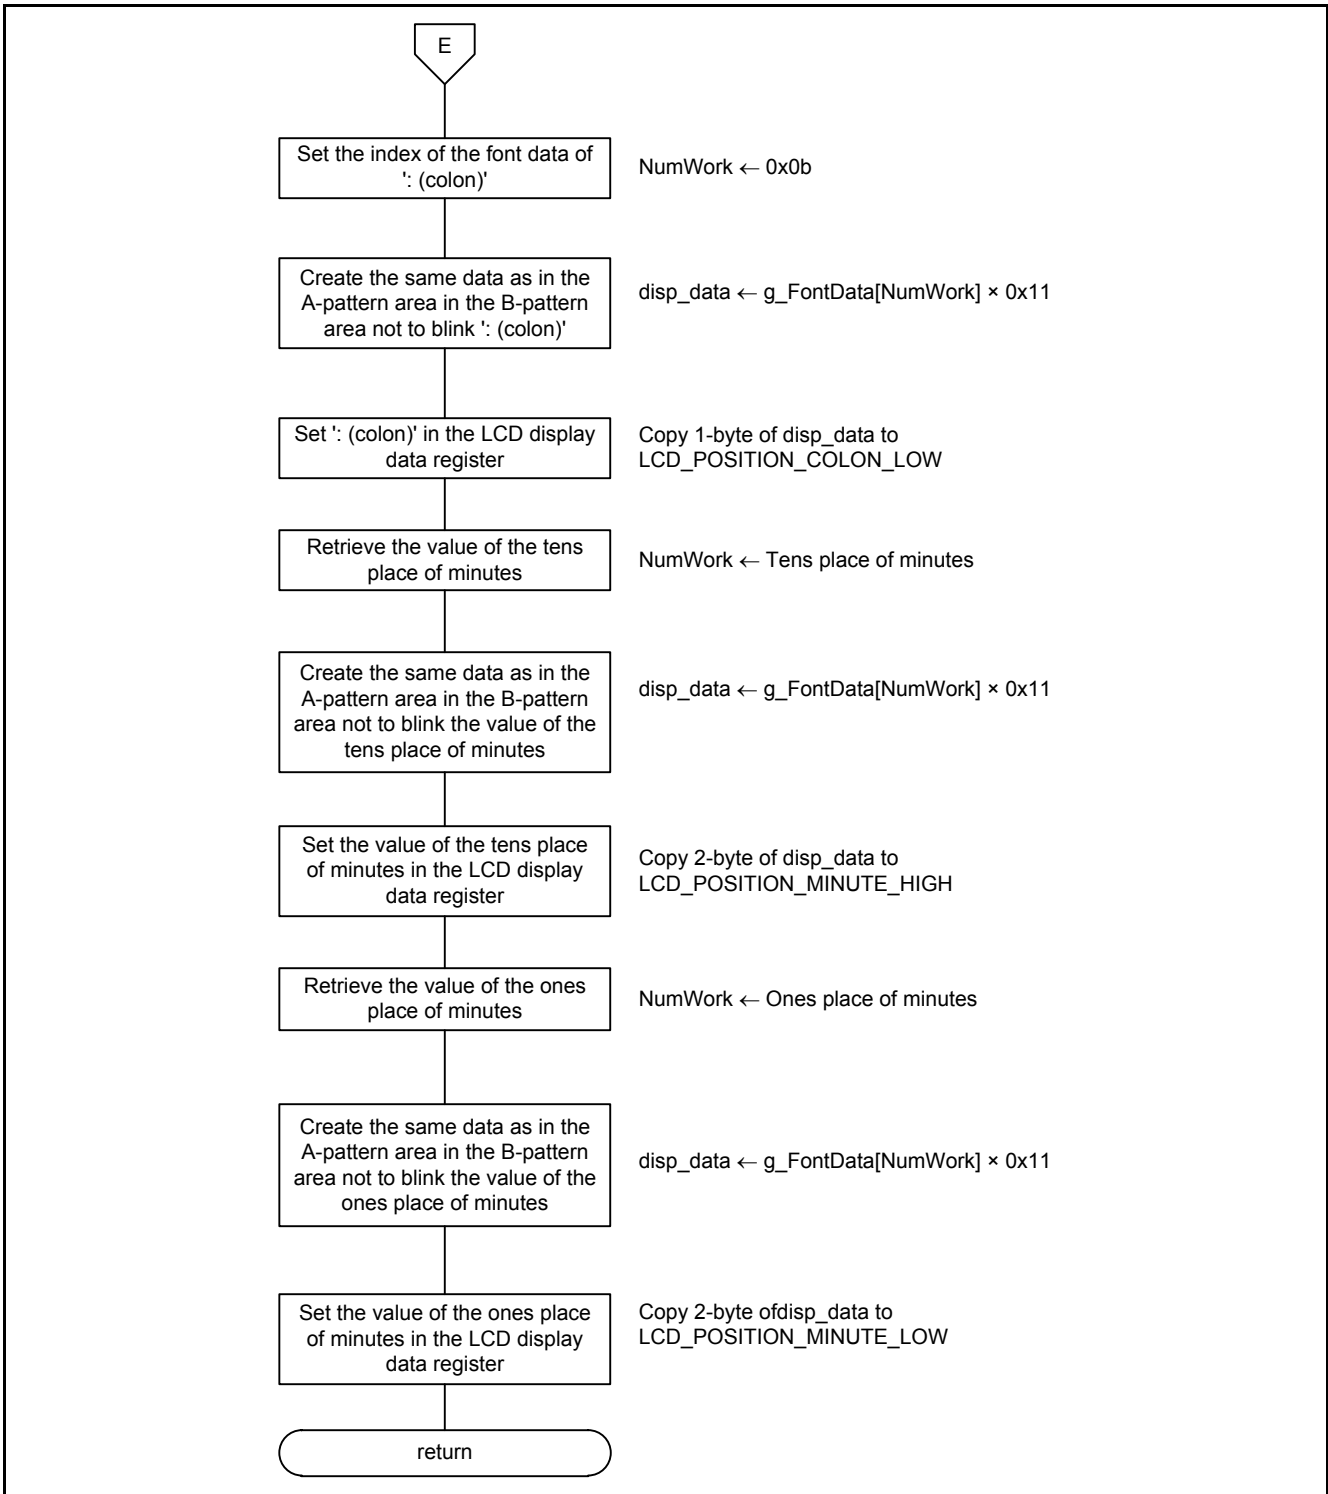 E
Set the index of the font data of
': (colon)'
NumWork ← 0x0b
Create the same data as in the
A-pattern area in the B-pattern
area not to blink ': (colon)'
disp_data ← g_FontData[NumWork] × 0x11
Set ': (colon)' in the LCD display
data register
Copy 1-byte of disp_data to
LCD_POSITION_COLON_LOW
Retrieve the value of the tens
place of minutes
NumWork ← Tens place of minutes
Create the same data as in the
A-pattern area in the B-pattern
area not to blink the value of the
tens place of minutes
disp_data ← g_FontData[NumWork] × 0x11
Set the value of the tens place
of minutes in the LCD display
data register
Copy 2-byte of disp_data to
LCD_POSITION_MINUTE_HIGH
Retrieve the value of the ones
place of minutes
NumWork ← Ones place of minutes
Create the same data as in the
A-pattern area in the B-pattern
area not to blink the value of the
ones place of minutes
disp_data ← g_FontData[NumWork] × 0x11
Set the value of the ones place
of minutes in the LCD display
data register
Copy 2-byte ofdisp_data to
LCD_POSITION_MINUTE_LOW
return